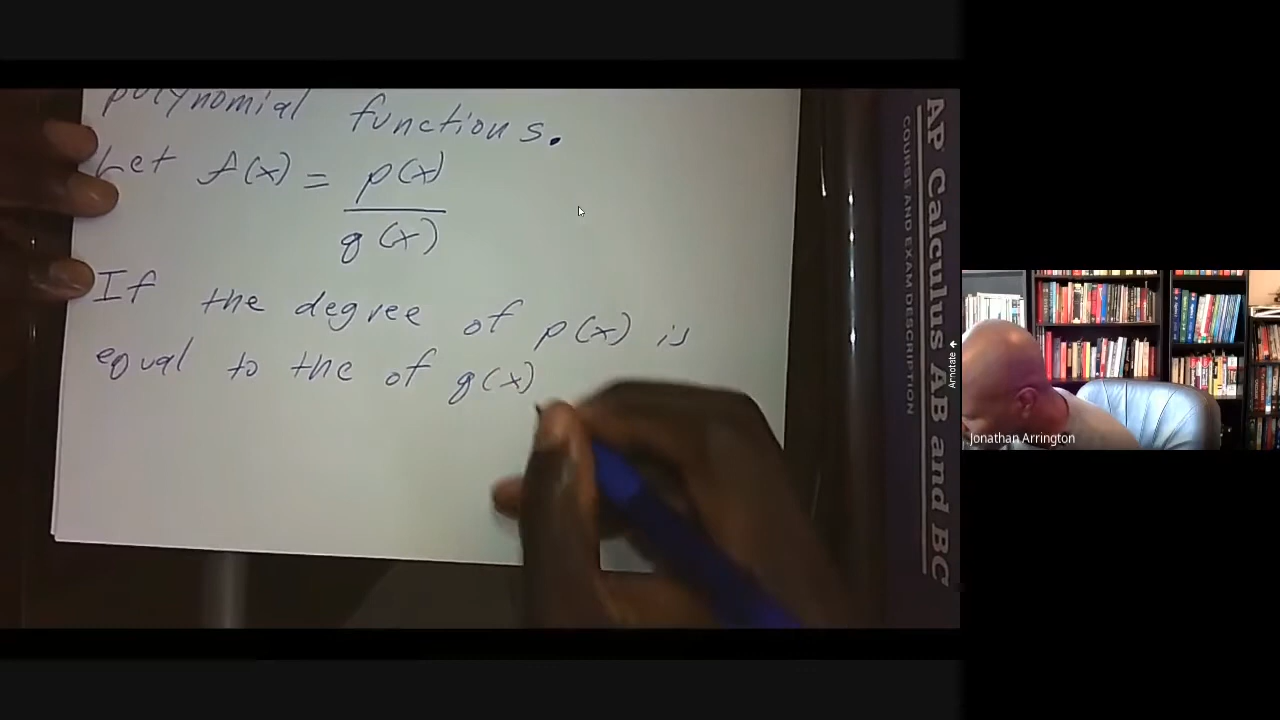 polynomial functions.
Let f(x) = p(x)
q(x)
If the degree of p(x) is
equal to the of q(x)
AP Calculus AB and BC
COURSE AND EXAM DESCRIPTION
Annotate
Jonathan Arrington